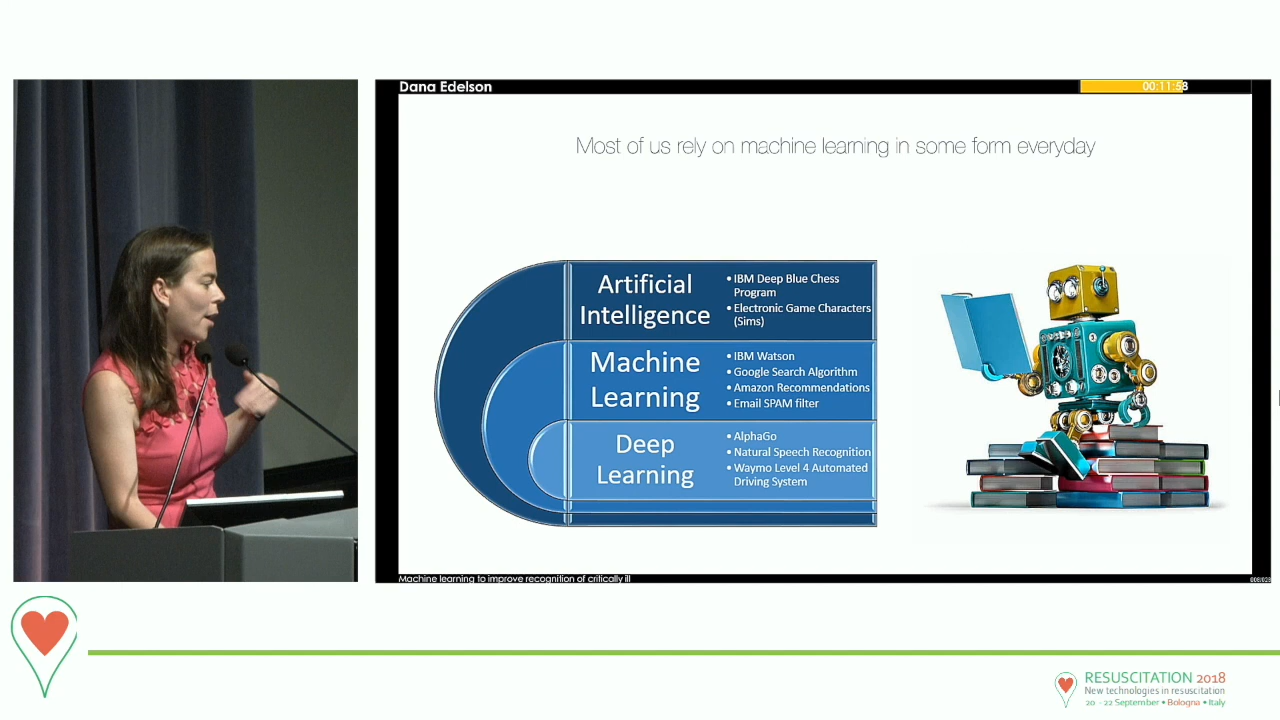 Dana Edelson
00:11:58
Most of us rely on machine learning in some form everyday
Artificial
Intelligence
• IBM Deep Blue Chess
Program
• Electronic Game Characters
(Sims)
Machine
Learning
• IBM Watson
• Google Search Algorithm
• Amazon Recommendations
• Email SPAM filter
Deep
Learning
• AlphaGo
• Natural Speech Recognition
• Waymo Level 4 Automated
Driving System
Machine learning to improve recognition of critically ill
RESUSCITATION 2018
New technologies in resuscitation
20 - 22 September • Bologna • Italy